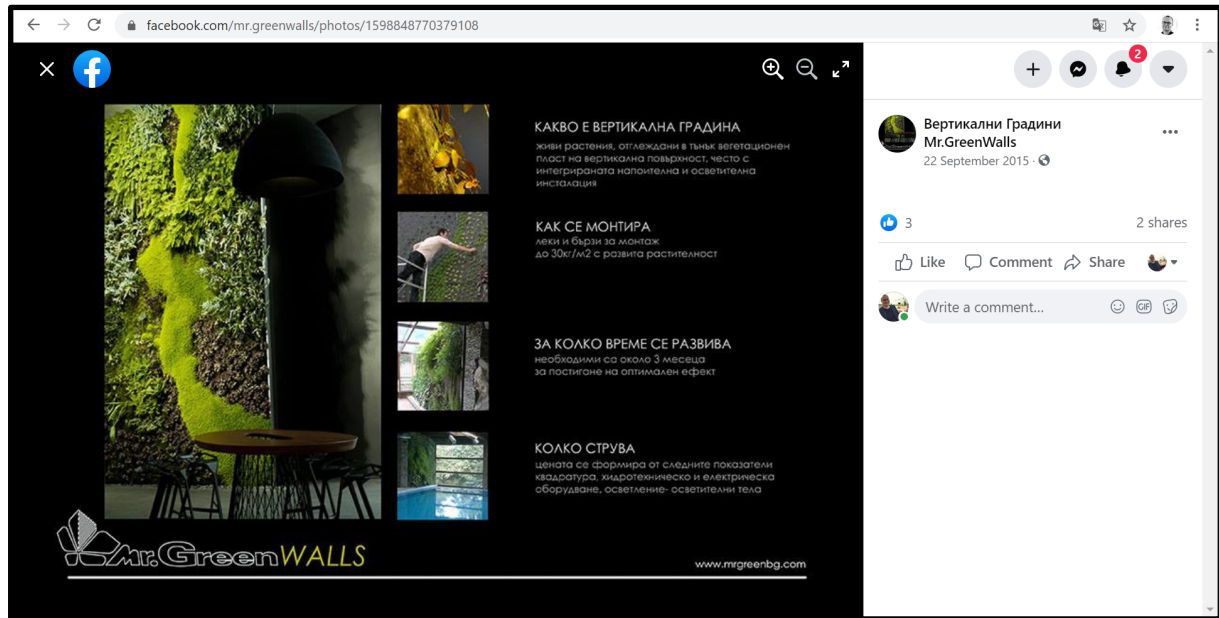 facebook.com/mr.greenwalls/photos/1598848770379108
2
КАКВО Е ВЕРТИКАЛНА ГРАДИНА
живи растения, отглеждани в тънък вегетационен
пласт на вертикална повърхност, често с
интегрираната напоителна и осветителна
инсталация
КАК СЕ МОНТИРА
леки и бързи за монтаж
до 30кг/м2 с развита растителност
ЗА КОЛКО ВРЕМЕ СЕ РАЗВИВА
необходими са около 3 месеца
за постигане на оптимален ефект
КОЛКО СТРУВА
цената се формира от следните показатели
квадратура, хидротехническо и електрическа
оборудване, осветление- осветителни тела
Mr.GreenWALLS
www.mrgreenbg.com
Вертикални Градини
Mr.GreenWalls
22 September 2015 ·
3
2 shares
Like Comment Share
Write a comment...
GIF